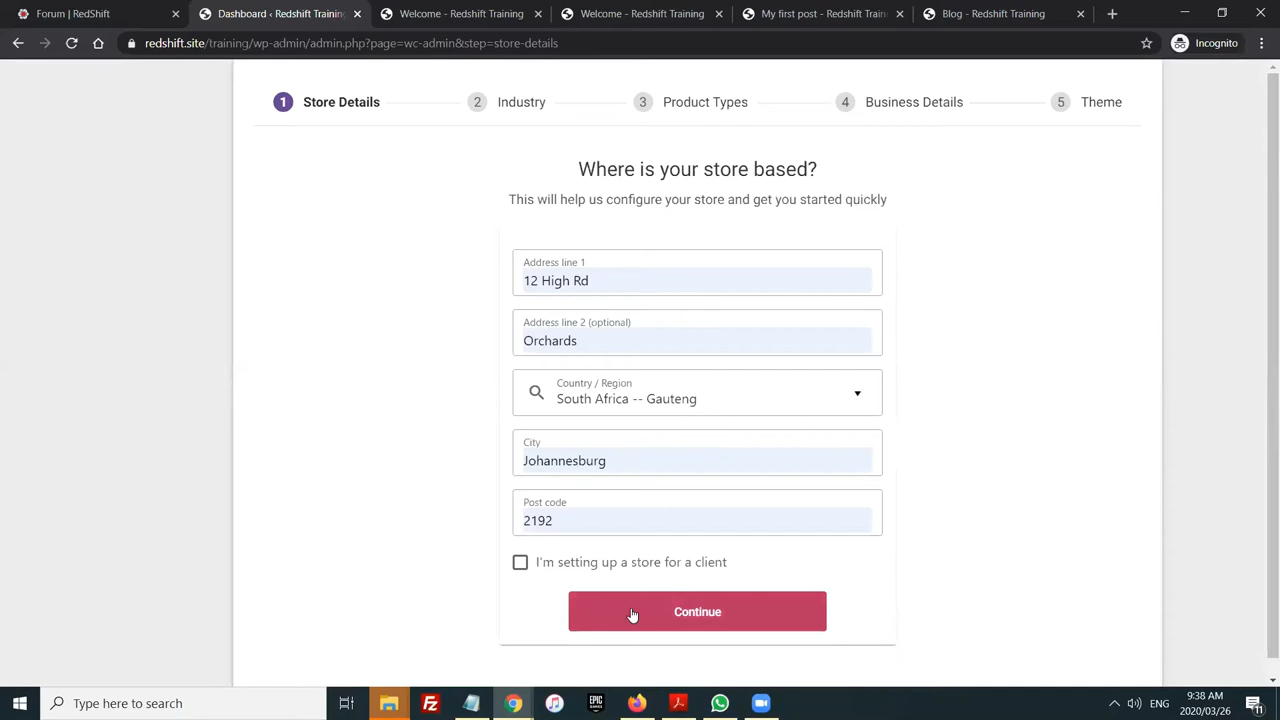 Forum | RedShift
Dashboard ‹ Redshift Training
Welcome - Redshift Training
Welcome - Redshift Training
My first post - Redshift Train
Blog - Redshift Training
redshift.site/training/wp-admin/admin.php?page=wc-admin&step=store-details
Incognito
1 Store Details
2 Industry
3 Product Types
4 Business Details
5 Theme
Where is your store based?
This will help us configure your store and get you started quickly
Address line 1
12 High Rd
Address line 2 (optional)
Orchards
Country / Region
South Africa -- Gauteng
City
Johannesburg
Post code
2192
I'm setting up a store for a client
Continue
Type here to search
Fz
EPIC GAMES
ENG
9:38 AM
2020/03/26
11